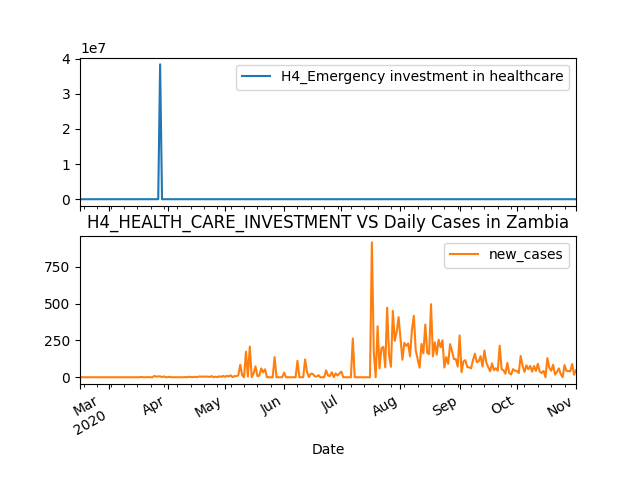 1e7
4
3
2
1
0
H4_Emergency investment in healthcare
H4_HEALTH_CARE_INVESTMENT VS Daily Cases in Zambia
750
500
250
0
new_cases
Mar
2020
Apr
May
Jun
Jul
Aug
Sep
Oct
Nov
Date